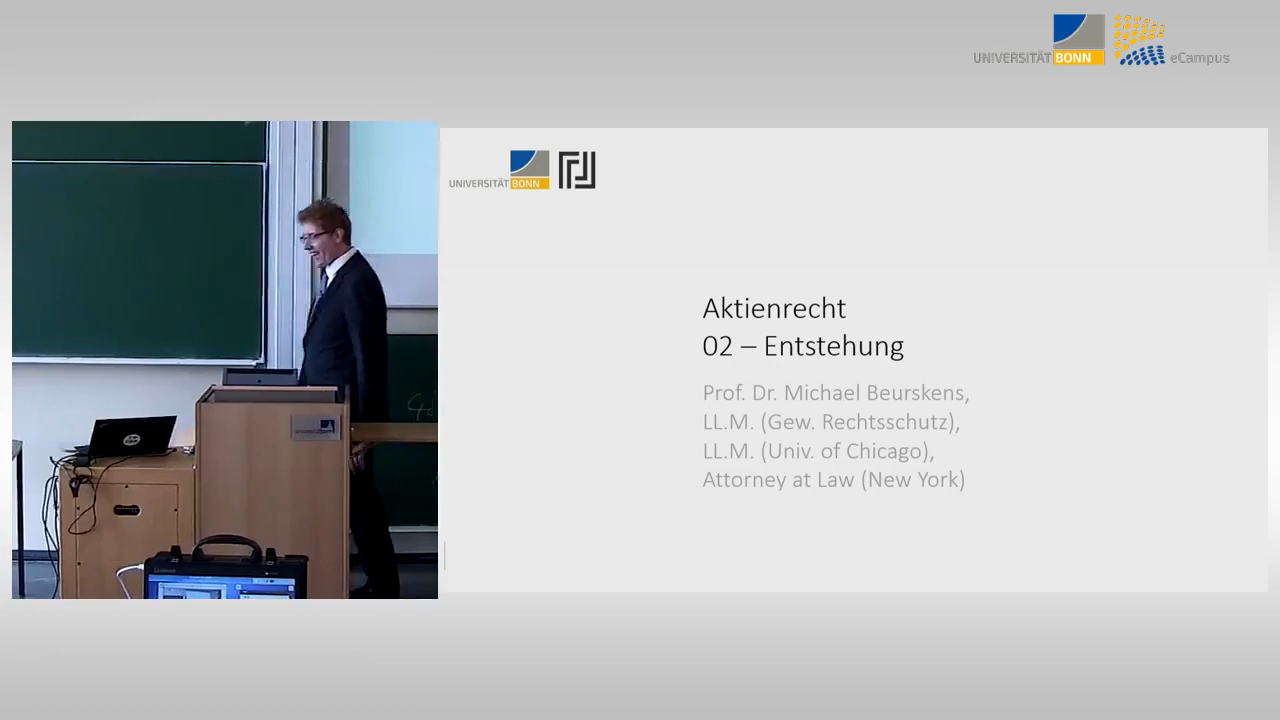 UNIVERSITÄT BONN
eCampus
UNIVERSITÄT BONN
Aktienrecht
02 – Entstehung
Prof. Dr. Michael Beurskens,
LL.M. (Gew. Rechtsschutz),
LL.M. (Univ. of Chicago),
Attorney at Law (New York)